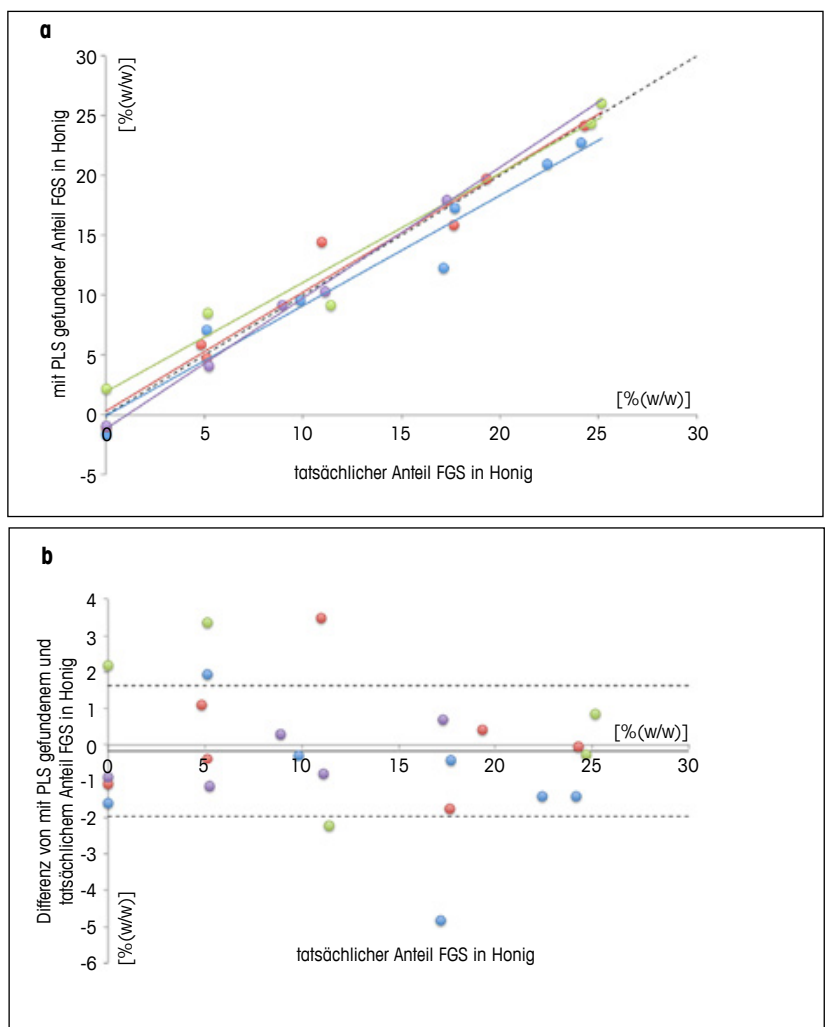 a
30
25
20
15
10
5
0
-5
[%(w/w)]
mit PLS gefundener Anteil FGS in Honig
[%(w/w)]
0 5 10 15 20 25 30
tatsächlicher Anteil FGS in Honig
b
4
3
2
1
0
-1
-2
-3
-4
-5
-6
Differenz von mit PLS gefundenem und
tatsächlichem Anteil FGS in Honig
[%(w/w)]
[%(w/w)]
0 5 10 15 20 25 30
tatsächlicher Anteil FGS in Honig